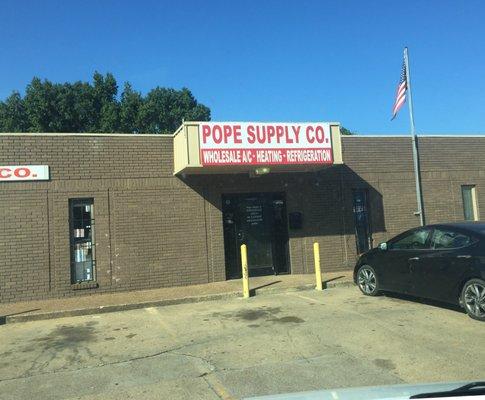 POPE SUPPLY CO.
WHOLESALE A/C - HEATING - REFRIGERATION
CO.